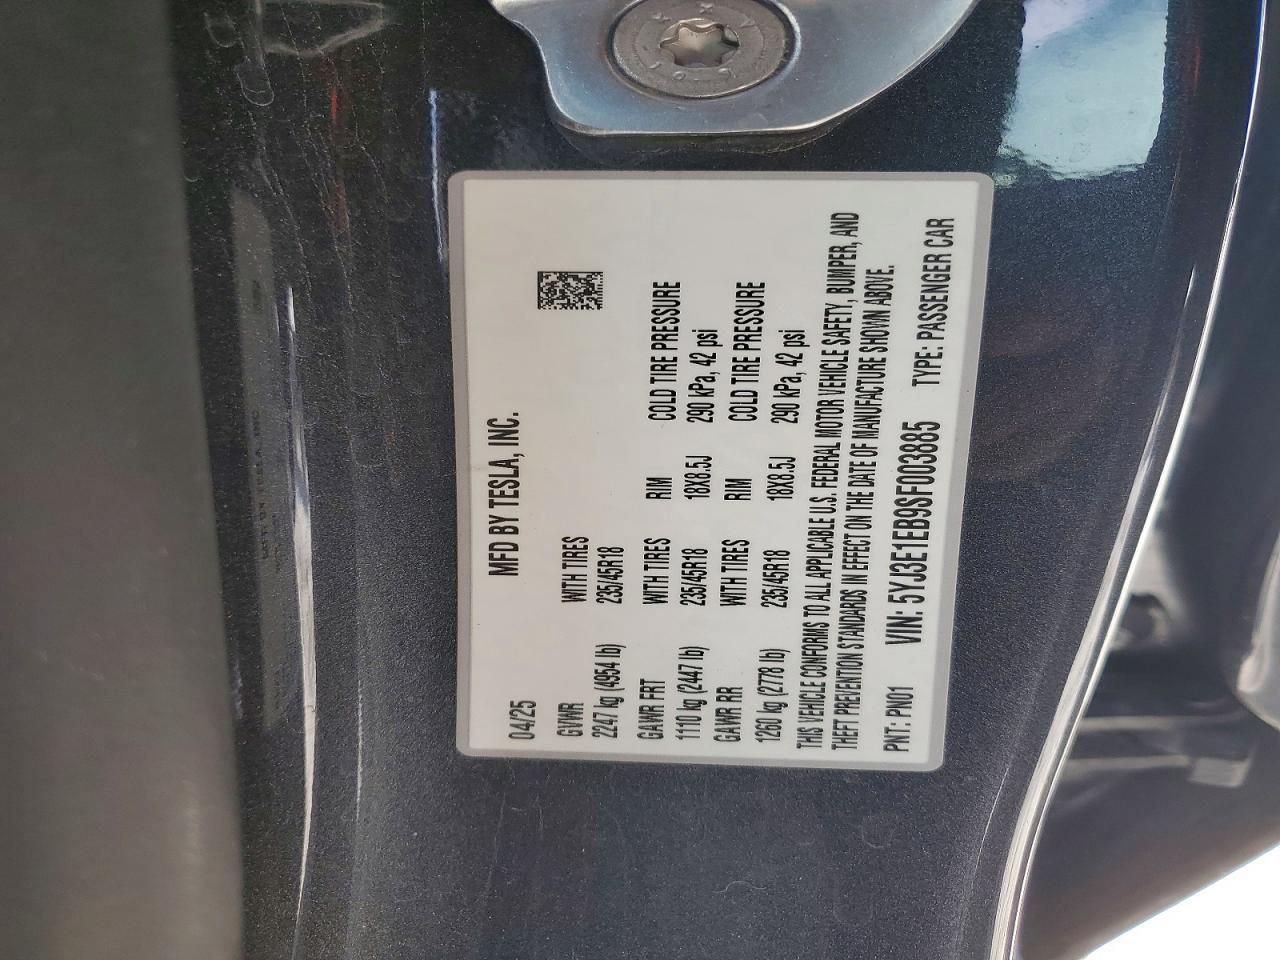 04/25 MFD BY TESLA, INC.
GVWR WITH TIRES
2247 kg (4954 lb) 235/45R18
GAWR FRT WITH TIRES RIM COLD TIRE PRESSURE
1110 kg (2447 lb) 235/45R18 18X8.5J 290 kPa, 42 psi
GAWR RR WITH TIRES RIM COLD TIRE PRESSURE
1260 kg (2778 lb) 235/45R18 18X8.5J 290 kPa, 42 psi
THIS VEHICLE CONFORMS TO ALL APPLICABLE U.S. FEDERAL MOTOR VEHICLE SAFETY, BUMPER, AND
THEFT PREVENTION STANDARDS IN EFFECT ON THE DATE OF MANUFACTURE SHOWN ABOVE.
PNT: PN01 VIN: 5YJ3E1EB9SF003885 TYPE: PASSENGER CAR